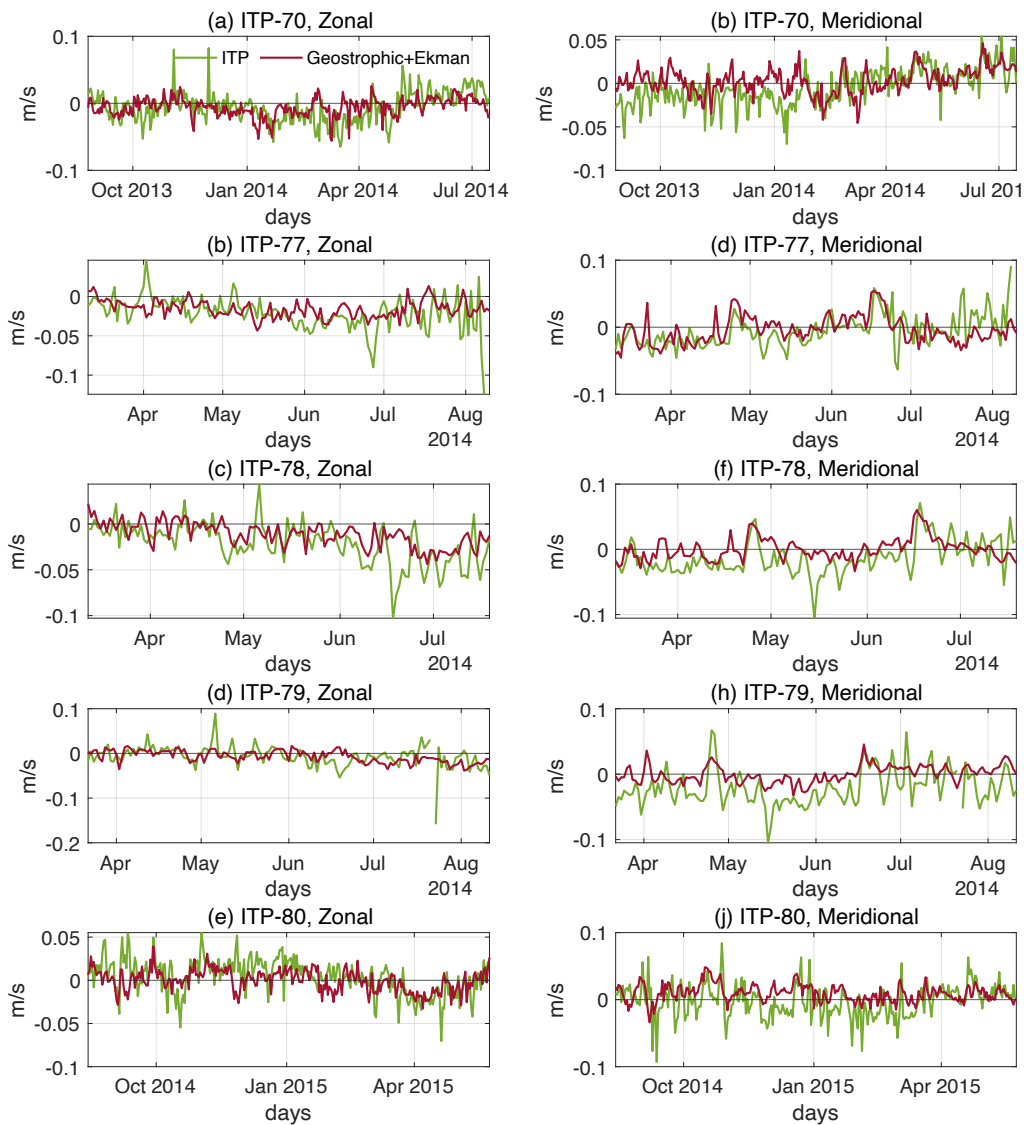 (a) ITP-70, Zonal
0.1
0
-0.1
m/s
ITP
Geostrophic+Ekman
Oct 2013
Jan 2014
Apr 2014
Jul 2014
days
(b) ITP-70, Meridional
0.05
0
-0.05
-0.1
m/s
Oct 2013
Jan 2014
Apr 2014
Jul 201
days
(b) ITP-77, Zonal
0
-0.05
-0.1
m/s
Apr
May
Jun
Jul
Aug
2014
days
(d) ITP-77, Meridional
0.1
0
-0.1
m/s
Apr
May
Jun
Jul
Aug
2014
days
(c) ITP-78, Zonal
0
-0.05
-0.1
m/s
Apr
May
Jun
Jul
2014
days
(f) ITP-78, Meridional
0.1
0
-0.1
m/s
Apr
May
Jun
Jul
2014
days
(d) ITP-79, Zonal
0.1
0
-0.1
-0.2
m/s
Apr
May
Jun
Jul
Aug
2014
days
(h) ITP-79, Meridional
0.1
0
-0.1
m/s
Apr
May
Jun
Jul
Aug
2014
days
(e) ITP-80, Zonal
0.05
0
-0.05
-0.1
m/s
Oct 2014
Jan 2015
Apr 2015
days
(j) ITP-80, Meridional
0.1
0
-0.1
m/s
Oct 2014
Jan 2015
Apr 2015
days